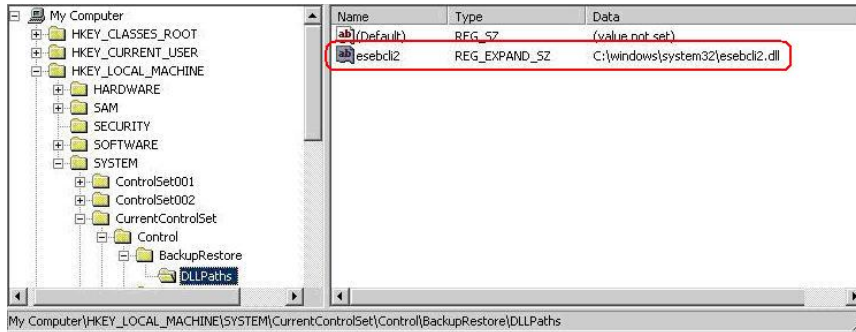 My Computer
HKEY_CLASSES_ROOT
HKEY_CURRENT_USER
HKEY_LOCAL_MACHINE
HARDWARE
SAM
SECURITY
SOFTWARE
SYSTEM
ControlSet001
ControlSet002
CurrentControlSet
Control
BackupRestore
DLLPaths
Name Type Data
ab (Default) REG_SZ (value not set)
ab esebcli2 REG_EXPAND_SZ C:\windows\system32\esebcli2.dll
My Computer\HKEY_LOCAL_MACHINE\SYSTEM\CurrentControlSet\Control\BackupRestore\DLLPaths